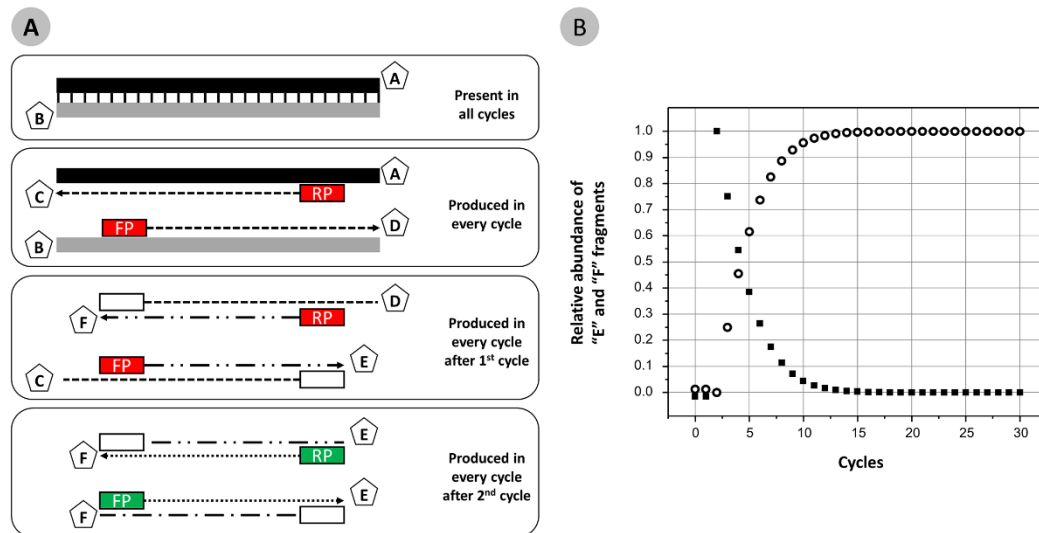 A
A
B
Present in
all cycles
A
C
RP
FP
D
B
Produced in
every cycle
D
F
RP
FP
E
C
Produced in
every cycle
after 1st cycle
E
F
RP
FP
E
F
Produced in
every cycle
after 2nd cycle
B
Relative abundance of
"E" and "F" fragments
1.0
0.9
0.8
0.7
0.6
0.5
0.4
0.3
0.2
0.1
0.0
0 5 10 15 20 25 30
Cycles